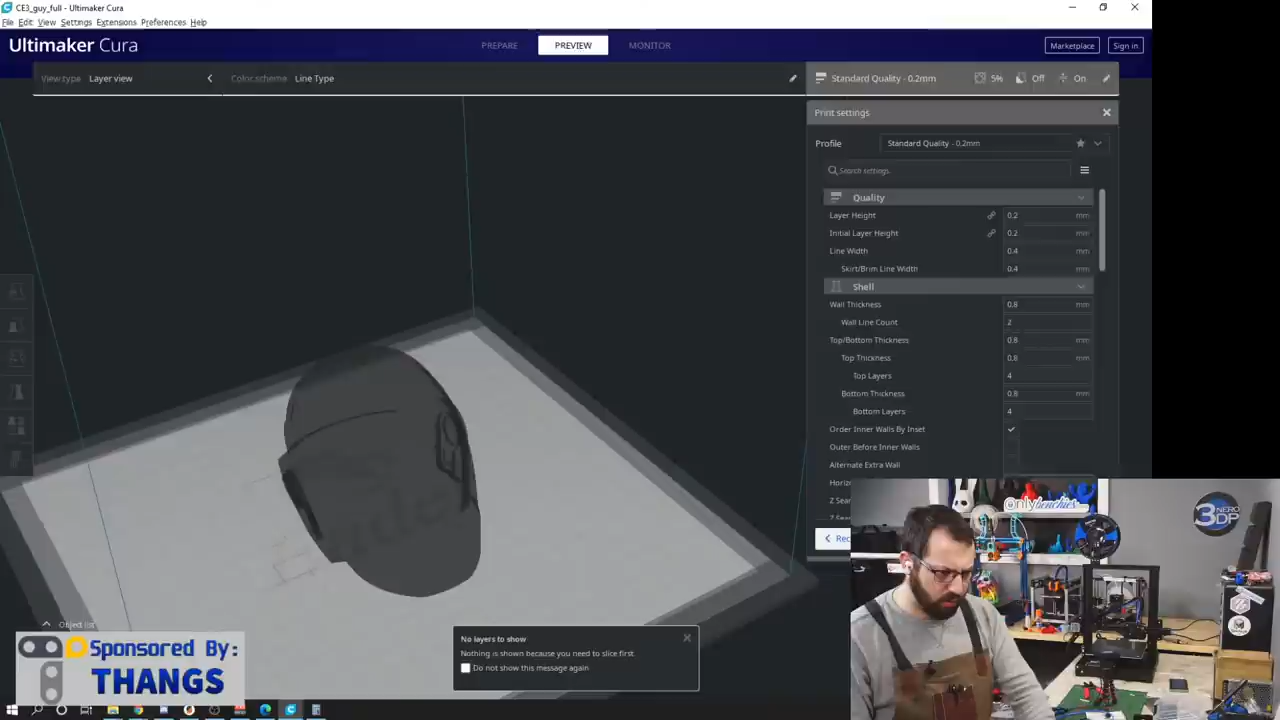 CE3_guy_full - Ultimaker Cura
File Edit View Settings Extensions Preferences Help
Ultimaker Cura
PREPARE PREVIEW MONITOR
Marketplace Sign in
View type Layer view
Color scheme Line Type
Standard Quality - 0.2mm 5% Off On
Print settings
Profile Standard Quality - 0.2mm
Search settings
Quality
Layer Height 0.2 mm
Initial Layer Height 0.2 mm
Line Width 0.4 mm
Skirt/Brim Line Width 0.4 mm
Shell
Wall Thickness 0.8 mm
Wall Line Count 2
Top/Bottom Thickness 0.8 mm
Top Thickness 0.8 mm
Top Layers 4
Bottom Thickness 0.8 mm
Bottom Layers 4
Order Inner Walls By Inset
Outer Before Inner Walls
Alternate Extra Wall
Horiz
Z Sear
Rec
onlybenchies
3DP
NERO
Object list
Sponsored By:
THANGS
No layers to show
Nothing is shown because you need to slice first.
Do not show this message again